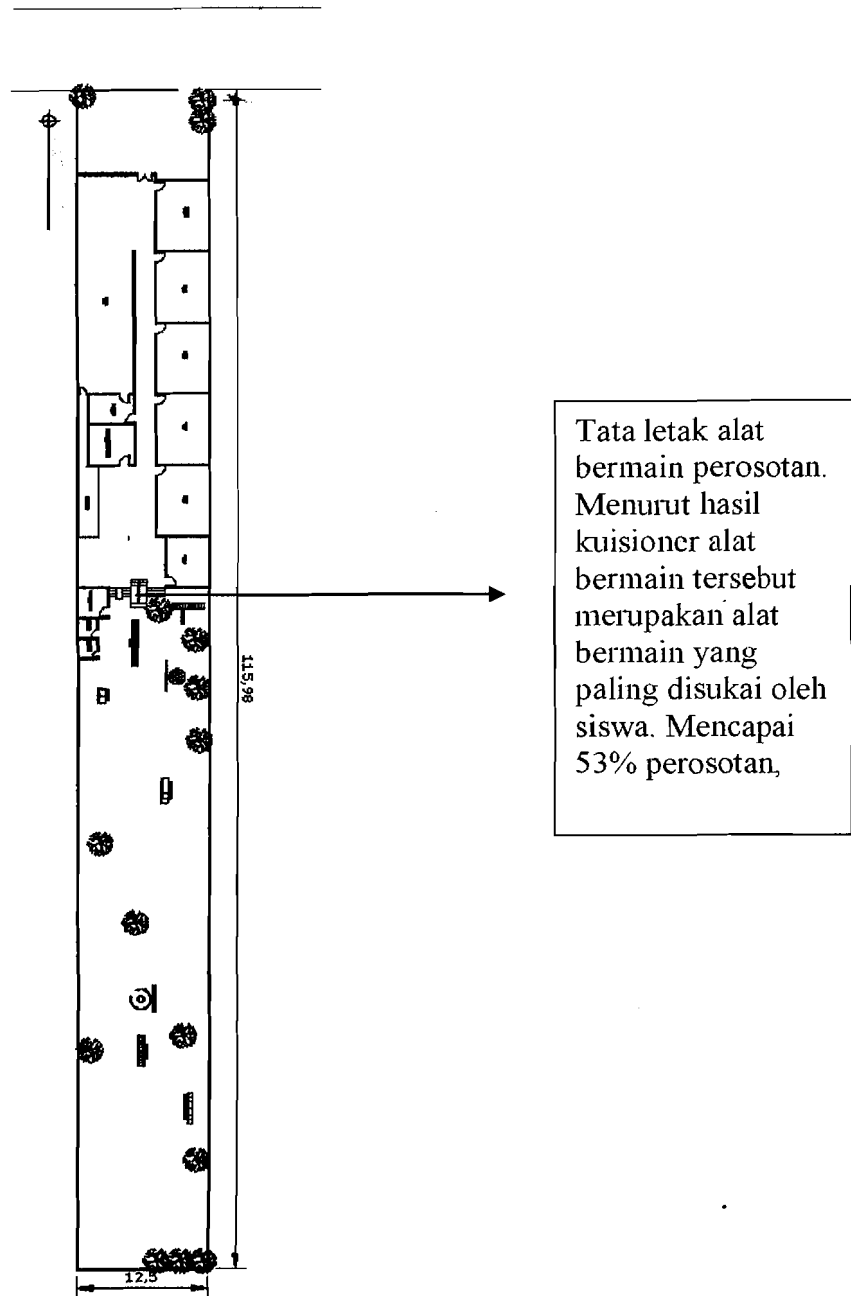 115,98
12,5
Tata letak alat
bermain perosotan.
Menurut hasil
kuisioner alat
bermain tersebut
merupakan alat
bermain yang
paling disukai oleh
siswa. Mencapai
53% perosotan,